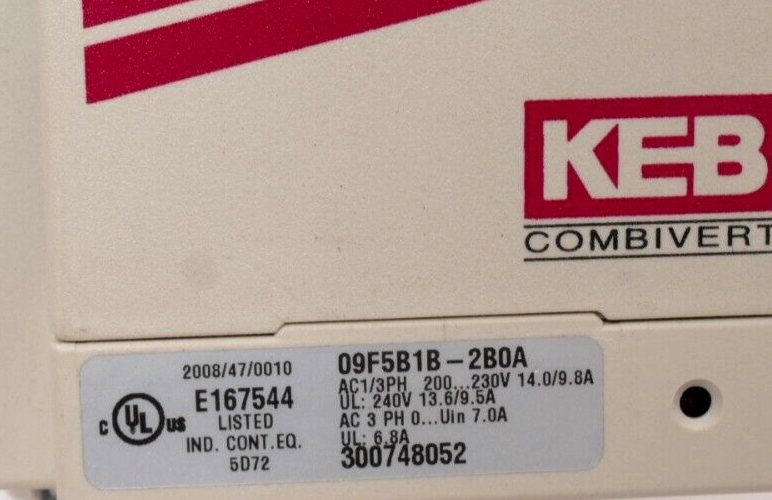 KEB
COMBIVERT
2008/47/0010
c UL us
E167544
LISTED
IND. CONT.EQ.
5D72
09F5B1B-2B0A
AC1/3PH 200...230V 14.0/9.8A
UL: 240V 13.6/9.5A
AC 3 PH 0...Uin 7.0A
UL: 6.8A
300748052